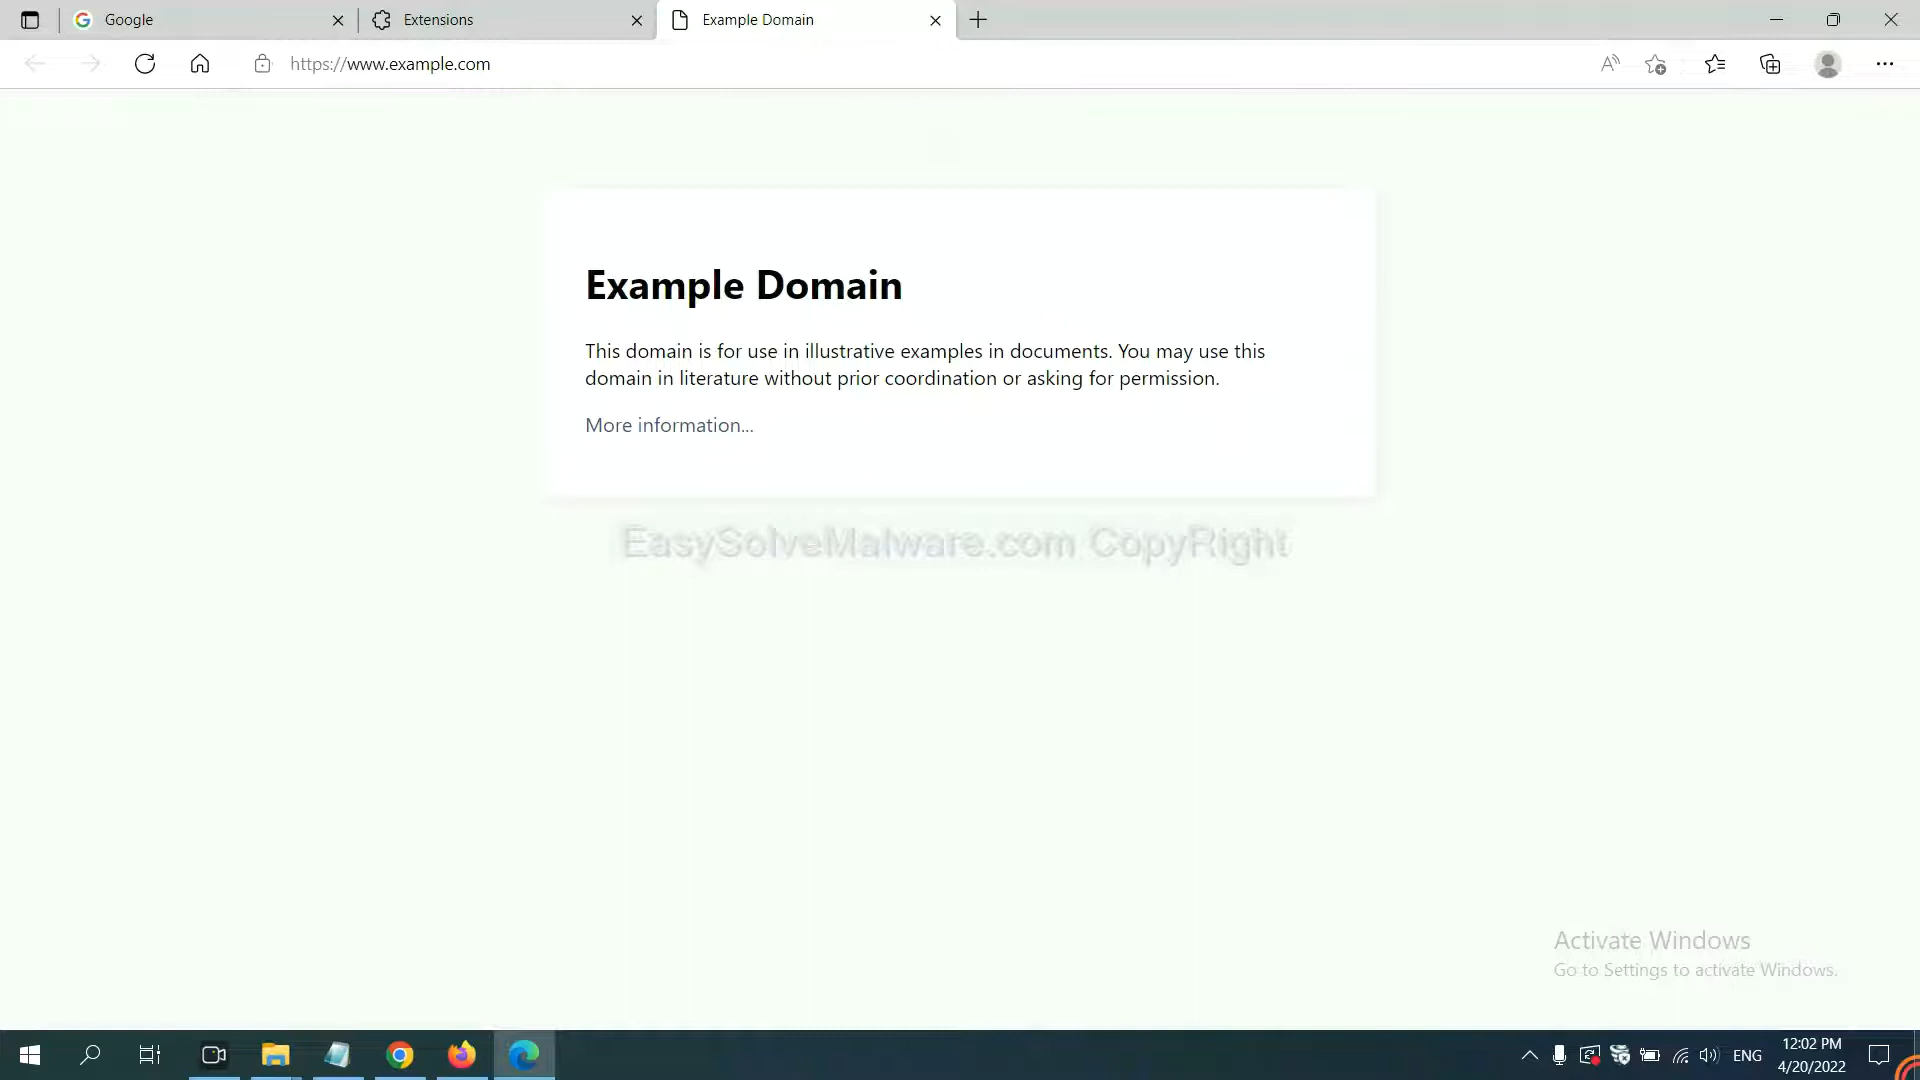 Google
Extensions
Example Domain
https://www.example.com
Example Domain
This domain is for use in illustrative examples in documents. You may use this
domain in literature without prior coordination or asking for permission.
More information...
EasySolveMalware.com CopyRight
Activate Windows
Go to Settings to activate Windows.
ENG
12:02 PM
4/20/2022